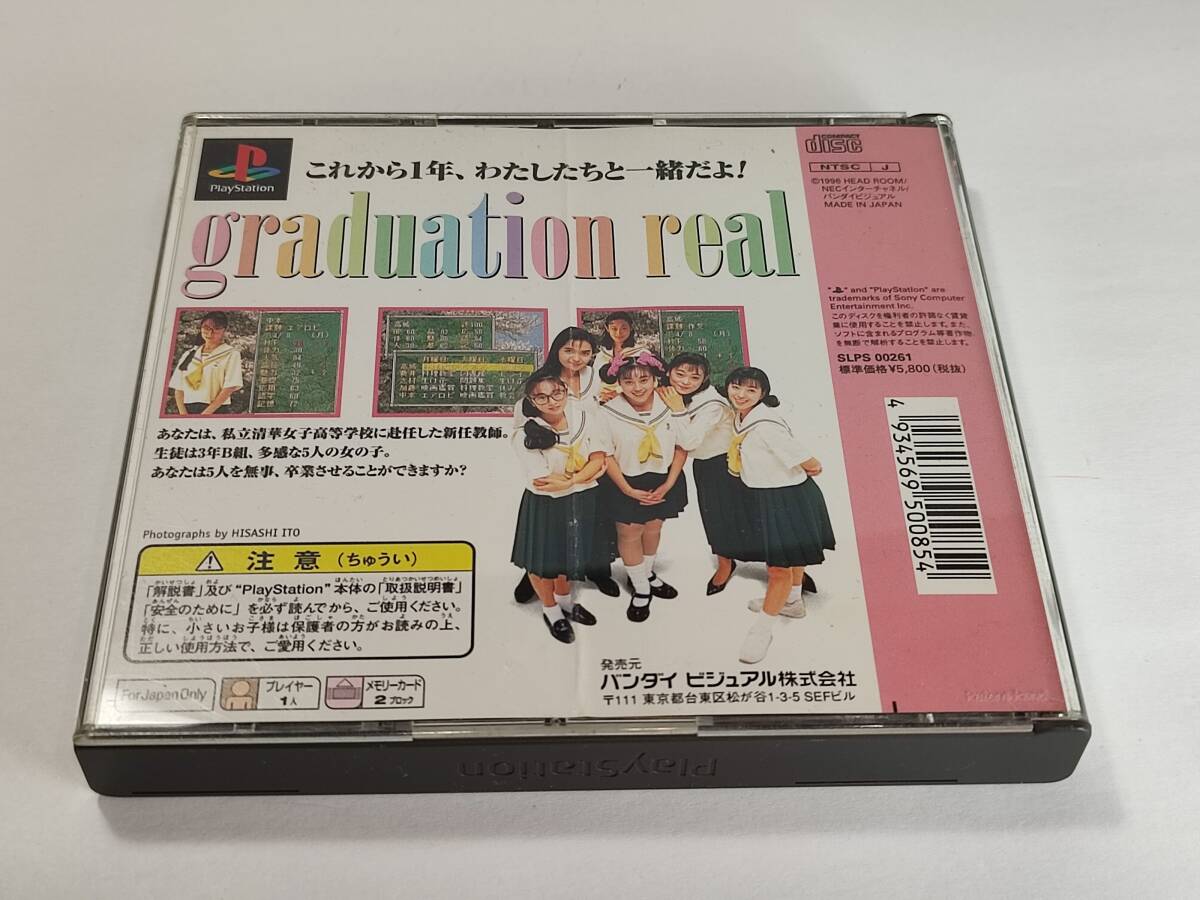 PlayStation
これから1年、わたしたちと一緒だよ!
graduation real
あなたは、私立清華女子高等学校に赴任した新任教師。
生徒は3年B組、多感な5人の女の子。
あなたは5人を無事、卒業させることができますか?
Photographs by HISASHI ITO
注意(ちゅうい)
「解説書」及び"PlayStation"本体の「取扱説明書」
「安全のために」を必ず読んでから、ご使用ください。
特に、小さいお子様は保護者の方がお読みの上、
正しい使用方法で、ご愛用ください。
For Japan Only
プレイヤー
1人
メモリーカード
2ブロック
発売元
バンダイ ビジュアル株式会社
〒111 東京都台東区松が谷1-3-5 SEFビル
COMPACT
disc
NTSC J
©1996 HEAD ROOM/
NECインターチャネル/
バンダイビジュアル
MADE IN JAPAN
" " and "PlayStation" are
trademarks of Sony Computer
Entertainment Inc.
このディスクを権利者の許諾なく賃貸
業に使用することを禁止します。また、
ソフトに含まれるプログラム等著作物
を無断で解析することを禁止します。
SLPS 00261
標準価格¥5,800(税抜)
4 934569 500854
PlayStation